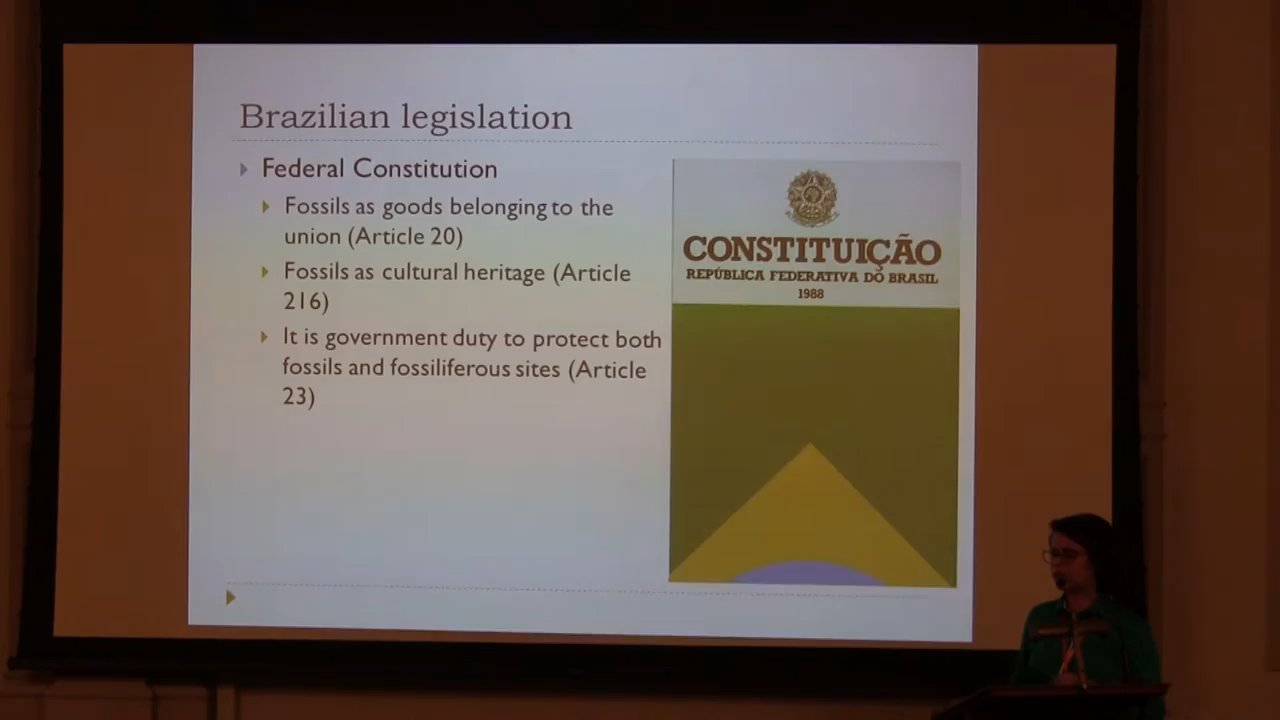 Brazilian legislation
Federal Constitution
Fossils as goods belonging to the
union (Article 20)
Fossils as cultural heritage (Article
216)
It is government duty to protect both
fossils and fossiliferous sites (Article
23)
CONSTITUIÇÃO
REPÚBLICA FEDERATIVA DO BRASIL
1988